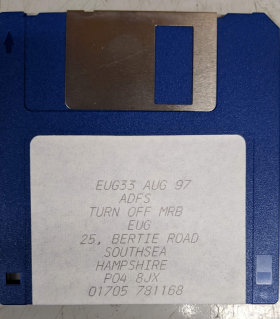 EUG33 AUG 97
ADFS
TURN OFF MRB
EUG
25, BERTIE ROAD
SOUTHSEA
HAMPSHIRE
PO4 8JX
01705 781168